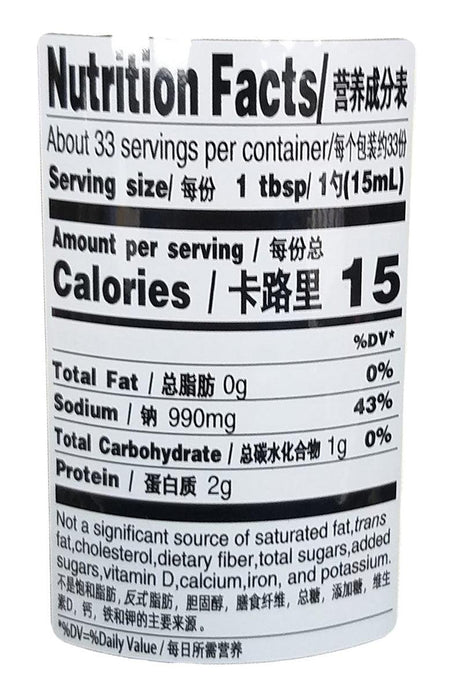 Nutrition Facts/营养成分表
About 33 servings per container/每个包装约33份
Serving size/ 每份 1 tbsp/ 1勺(15mL)
Amount per serving / 每份总
Calories / 卡路里 15
%DV*
Total Fat / 总脂肪 0g 0%
Sodium / 钠 990mg 43%
Total Carbohydrate / 总碳水化合物 1g 0%
Protein / 蛋白质 2g
Not a significant source of saturated fat,trans
fat,cholesterol,dietary fiber,total sugars,added
sugars,vitamin D,calcium,iron, and potassium.
不是饱和脂肪, 反式脂肪, 胆固醇, 膳食纤维, 总糖, 添加糖, 维生
素D, 钙, 铁和钾的主要来源。
*%DV=%Daily Value / 每日所需营养